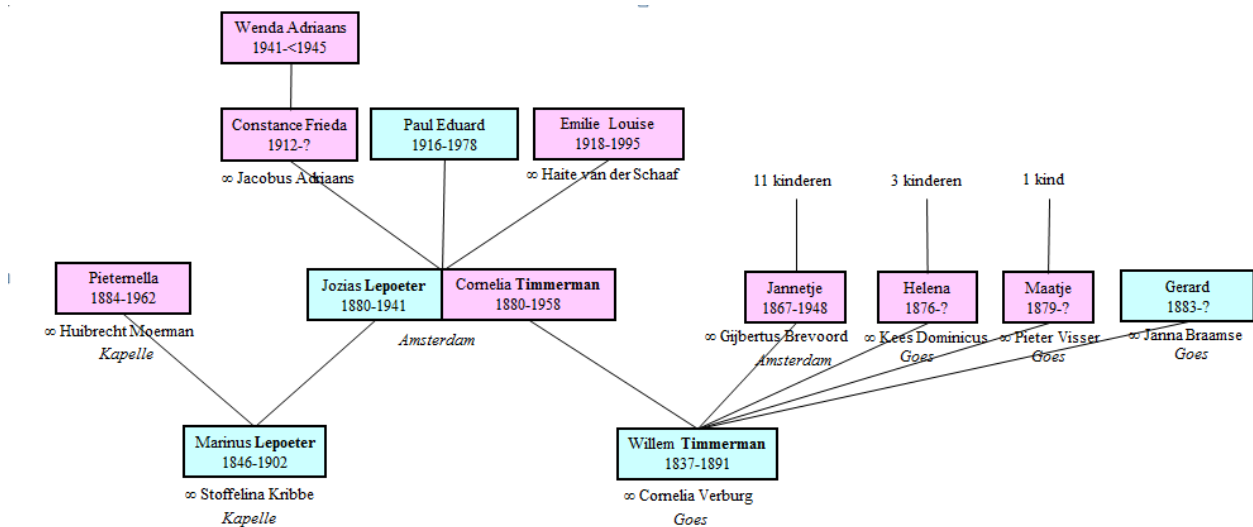 Wenda Adriaans
1941-<1945
Constance Frieda
1912-?
∞ Jacobus Adriaans
Paul Eduard
1916-1978
Emilie Louise
1918-1995
∞ Haite van der Schaaf
11 kinderen
3 kinderen
1 kind
Pieternella
1884-1962
∞ Huibrecht Moerman
Kapelle
Jozias Lepoeter
1880-1941
Cornelia Timmerman
1880-1958
Amsterdam
Jannetje
1867-1948
∞ Gijbertus Brevoord
Amsterdam
Helena
1876-?
∞ Kees Dominicus
Goes
Maatje
1879-?
∞ Pieter Visser
Goes
Gerard
1883-?
∞ Janna Braamse
Goes
Marinus Lepoeter
1846-1902
∞ Stoffelina Kribbe
Kapelle
Willem Timmerman
1837-1891
∞ Cornelia Verburg
Goes